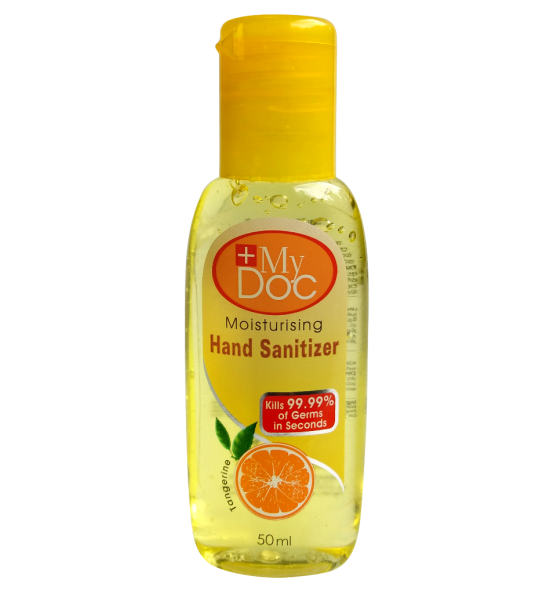 My
DOC
Moisturising
Hand Sanitizer
Kills 99.99%
of Germs
in Seconds
Tangerine
50ml